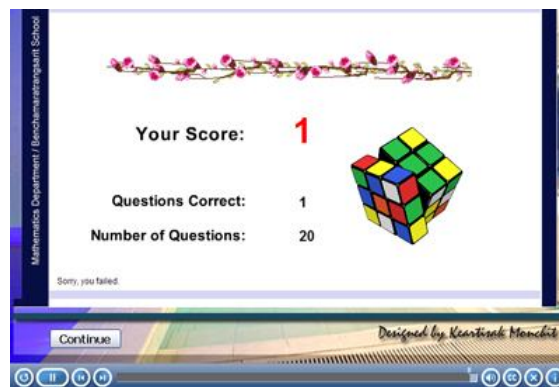 Mathematics Department / Benchamaratrangsarit School
Your Score: 1
Questions Correct: 1
Number of Questions: 20
Sorry, you failed.
Continue
Designed by Keartisak Monchit
CC